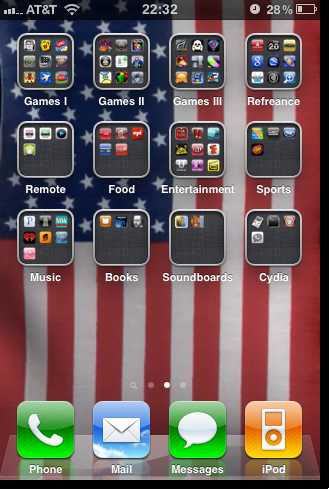 AT&T 22:32 28%
Games I Games II Games III Refreance
Remote Food Entertainment Sports
Music Books Soundboards Cydia
Phone Mail Messages iPod